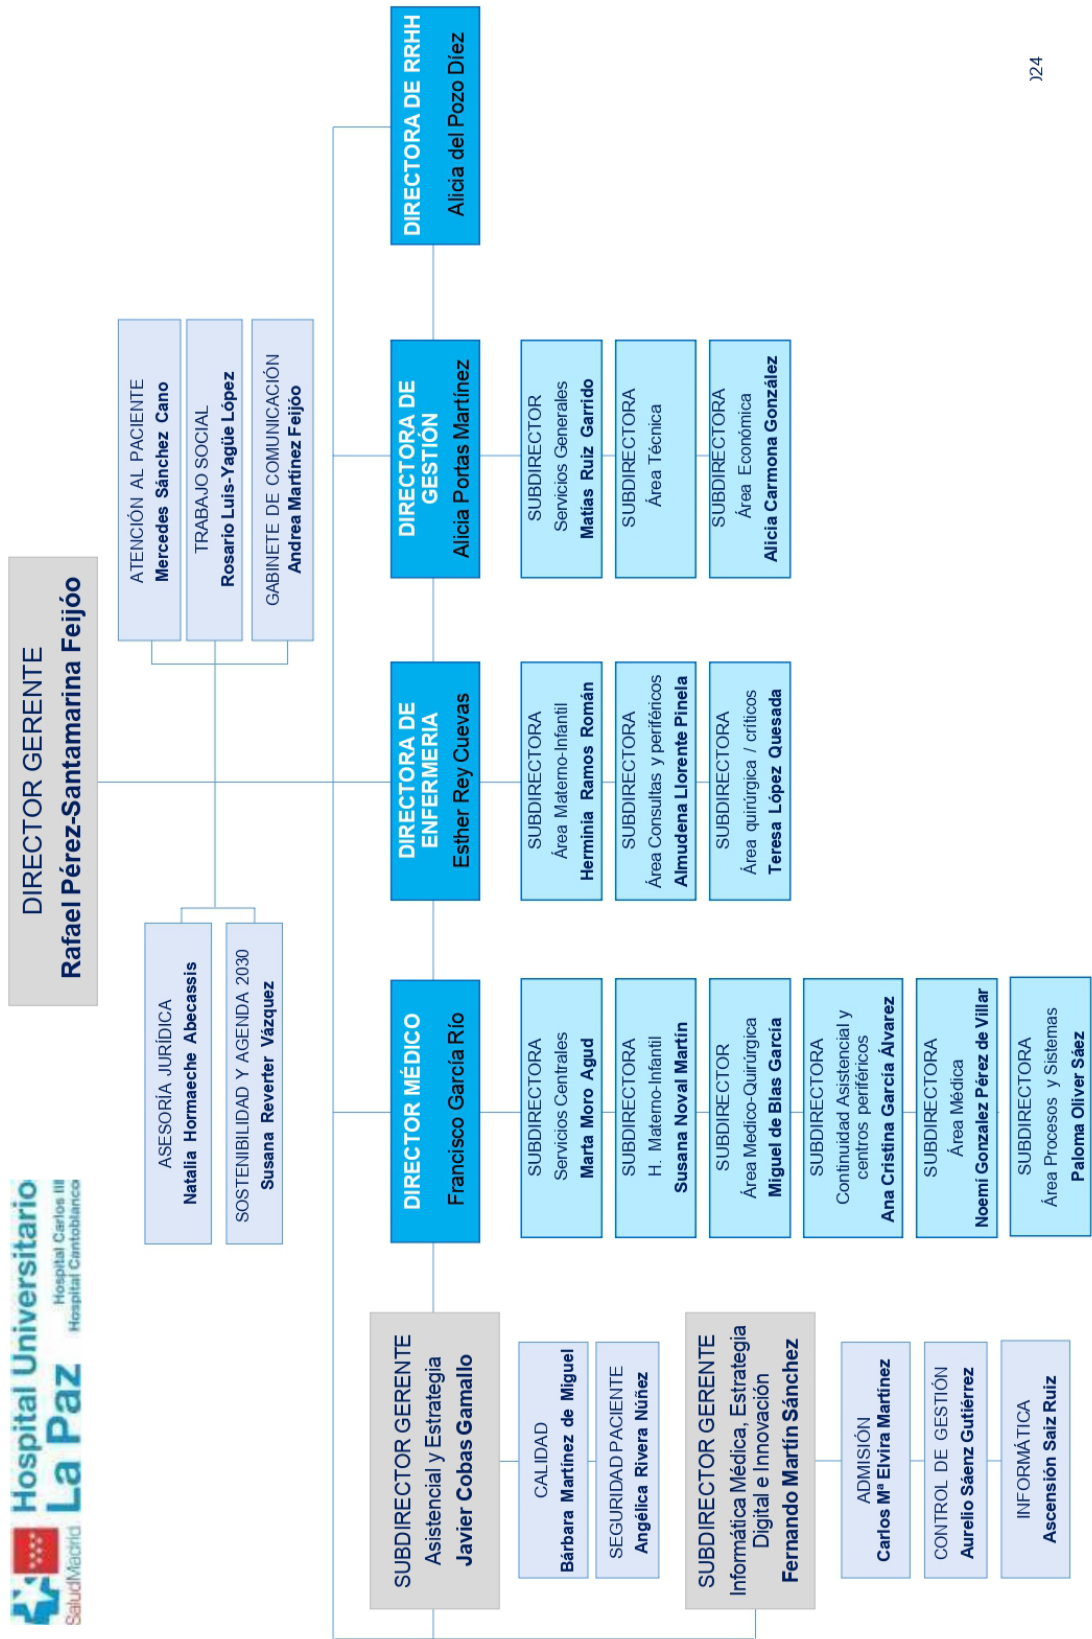 Hospital Universitario
La Paz
Hospital Carlos III
Hospital Cantoblanco
SaludMadrid
DIRECTOR GERENTE
Rafael Pérez-Santamarina Feijóo
ASESORÍA JURÍDICA
Natalia Hormaeche Abecassis
SOSTENIBILIDAD Y AGENDA 2030
Susana Reverter Vázquez
ATENCIÓN AL PACIENTE
Mercedes Sánchez Cano
TRABAJO SOCIAL
Rosario Luis-Yagüe López
GABINETE DE COMUNICACIÓN
Andrea Martínez Feijóo
SUBDIRECTOR GERENTE
Asistencial y Estrategia
Javier Cobas Gamallo
CALIDAD
Bárbara Martínez de Miguel
SEGURIDAD PACIENTE
Angélica Rivera Núñez
SUBDIRECTOR GERENTE
Informática Médica, Estrategia
Digital e Innovación
Fernando Martín Sánchez
ADMISIÓN
Carlos Mª Elvira Martínez
CONTROL DE GESTIÓN
Aurelio Sáenz Gutiérrez
INFORMÁTICA
Ascensión Saiz Ruiz
DIRECTOR MÉDICO
Francisco García Río
SUBDIRECTORA
Servicios Centrales
Marta Moro Agud
SUBDIRECTORA
H. Materno-Infantil
Susana Noval Martín
SUBDIRECTOR
Área Medico-Quirúrgica
Miguel de Blas García
SUBDIRECTORA
Continuidad Asistencial y
centros periféricos
Ana Cristina García Álvarez
SUBDIRECTORA
Área Médica
Noemí Gonzalez Pérez de Villar
SUBDIRECTORA
Área Procesos y Sistemas
Paloma Oliver Sáez
DIRECTORA DE
ENFERMERIA
Esther Rey Cuevas
SUBDIRECTORA
Área Materno-Infantil
Herminia Ramos Román
SUBDIRECTORA
Área Consultas y periféricos
Almudena Llorente Pinela
SUBDIRECTORA
Área quirúrgica / críticos
Teresa López Quesada
DIRECTORA DE
GESTIÓN
Alicia Portas Martínez
SUBDIRECTOR
Servicios Generales
Matías Ruiz Garrido
SUBDIRECTORA
Área Técnica
SUBDIRECTORA
Área Económica
Alicia Carmona González
DIRECTORA DE RRHH
Alicia del Pozo Díez
024